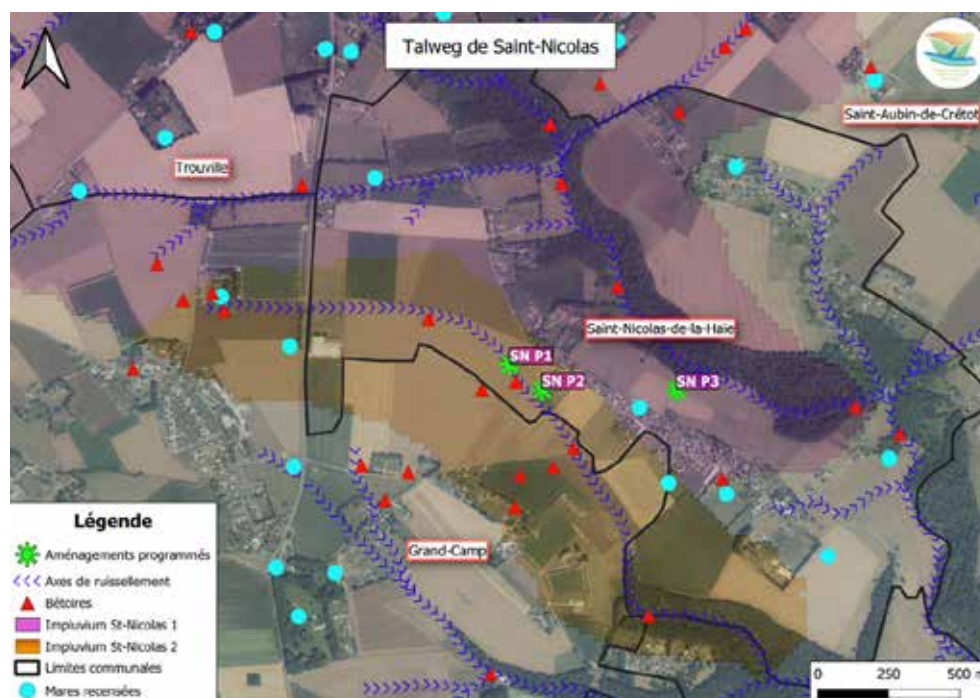 Talweg de Saint-Nicolas
Saint-Aubin-de-Crétot
Trouville
Saint-Nicolas-de-la-Haie
SN P1
SN P2
SN P3
Grand-Camp
Légende
Aménagements programmés
Axes de ruissellement
Bétoires
Impluvium St-Nicolas 1
Impluvium St-Nicolas 2
Limites communales
Mares recensées
0 250 500